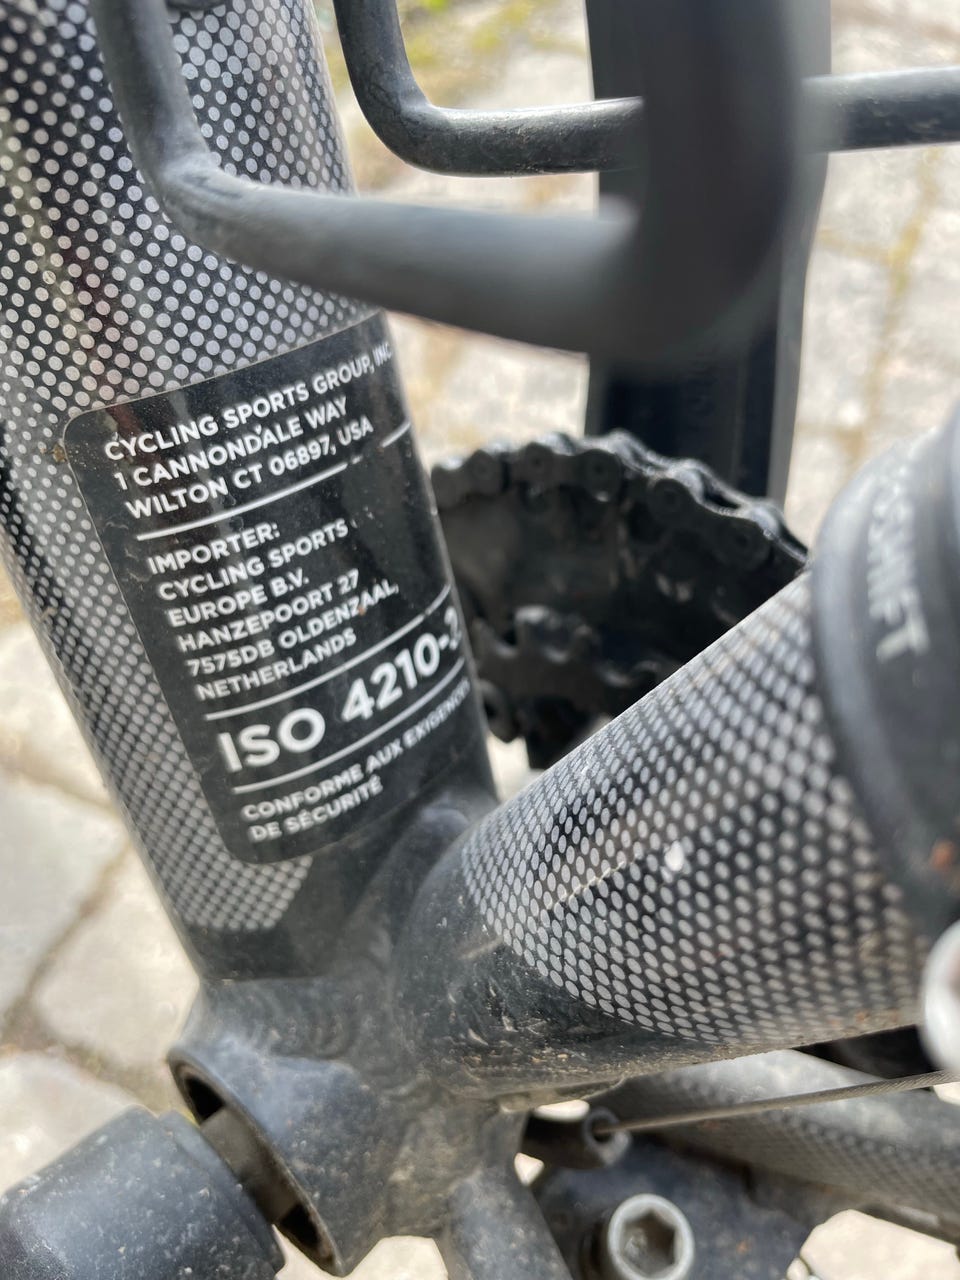 CYCLING SPORTS GROUP, INC
1 CANNONDALE WAY
WILTON CT 06897, USA
IMPORTER:
CYCLING SPORTS
EUROPE B.V.
HANZEPOORT 27
7575DB OLDENZAAL,
NETHERLANDS
ISO 4210-2
CONFORME AUX EXIGENCES
DE SÉCURITÉ